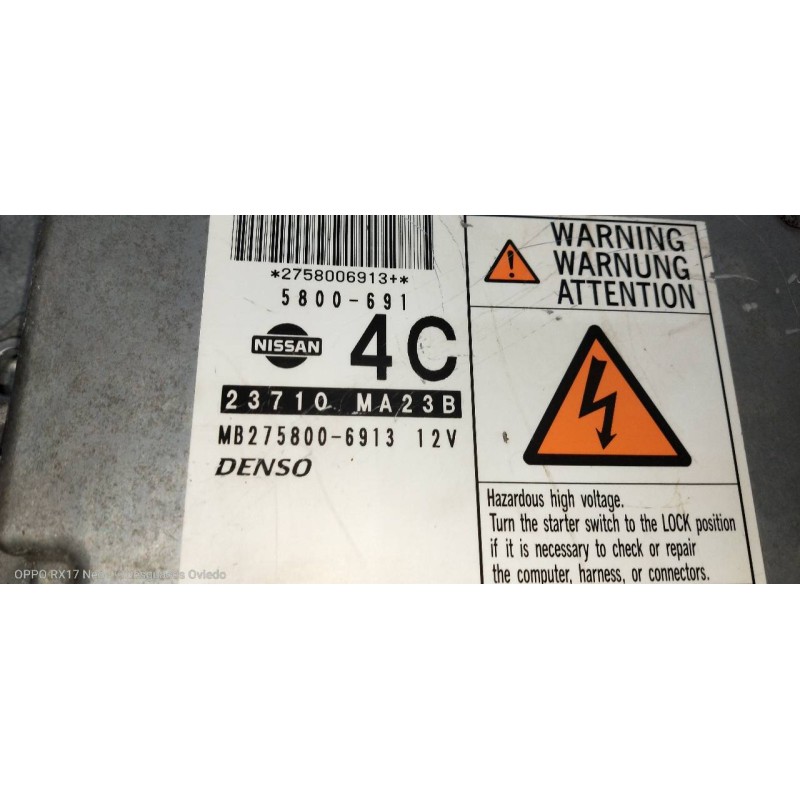 *2758006913+*
5800-691
NISSAN
4C
23710 MA23B
MB275800-6913 12V
DENSO
WARNING
WARNUNG
ATTENTION
Hazardous high voltage.
Turn the starter switch to the LOCK position
if it is necessary to check or repair
the computer, harness, or connectors.
OPPO RX17 Oviedo